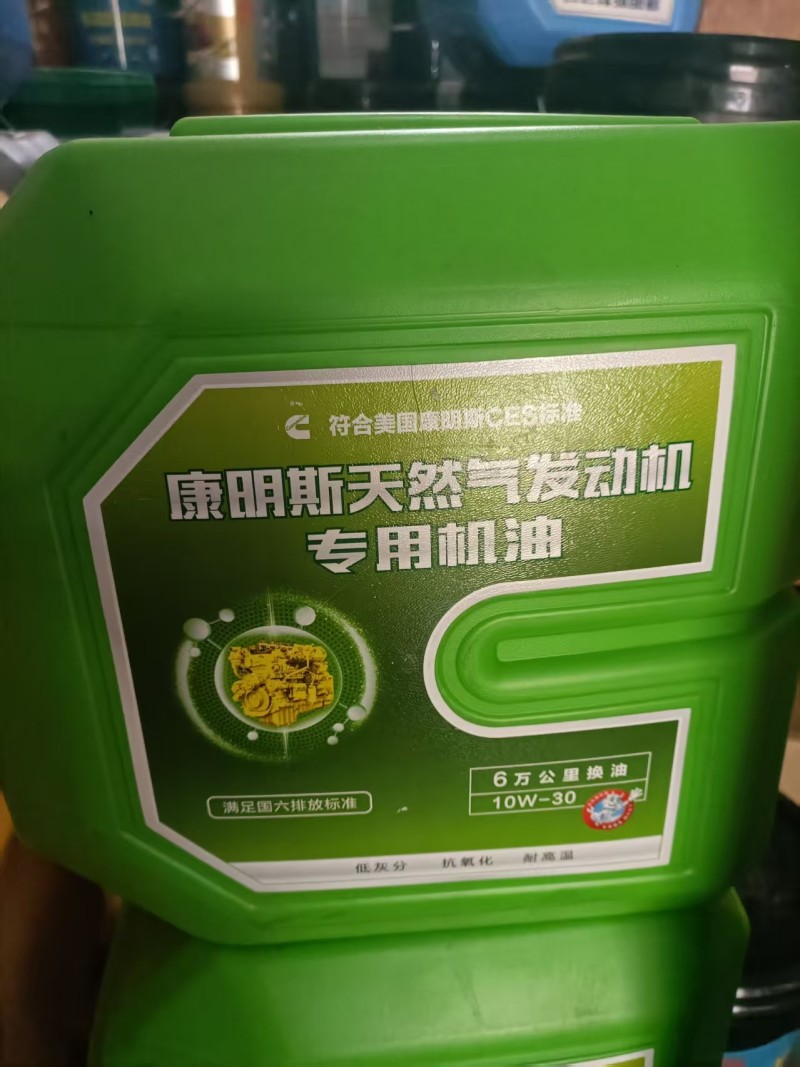 符合美国康明斯CES标准
康明斯天然气发动机
专用机油
6万公里换油
10W-30
满足国六排放标准
低灰分 抗氧化 耐高温